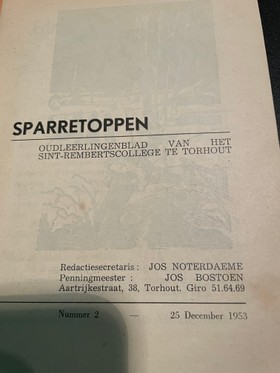 SPARRETOPPEN
OUDLEERLINGENBLAD VAN HET
SINT-REMBERTSCOLLEGE TE TORHOUT
Redactiesecretaris : JOS NOTERDAEME
Penningmeester : JOS BOSTOEN
Aartrijkestraat, 38, Torhout. Giro 51.64.69
Nummer 2 — 25 December 1953